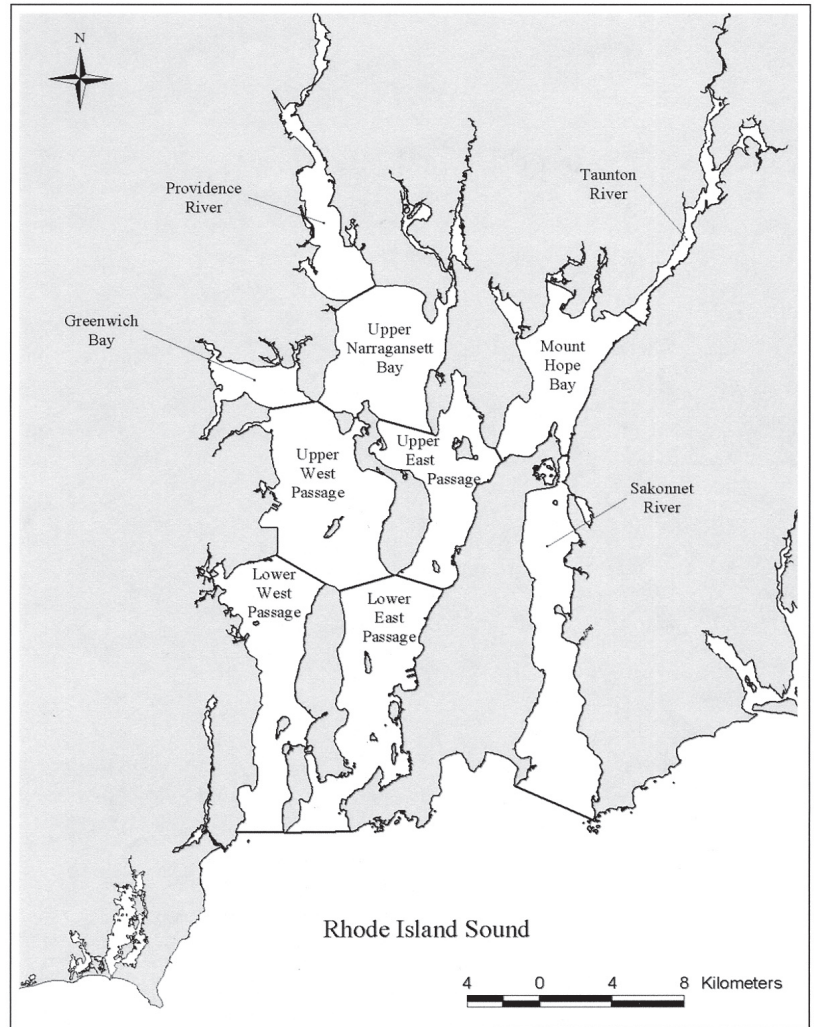 N
Providence
River
Taunton
River
Greenwich
Bay
Upper
Narragansett
Bay
Mount
Hope
Bay
Upper
West
Passage
Upper
East
Passage
Sakonnet
River
Lower
West
Passage
Lower
East
Passage
Rhode Island Sound
4 0 4 8 Kilometers